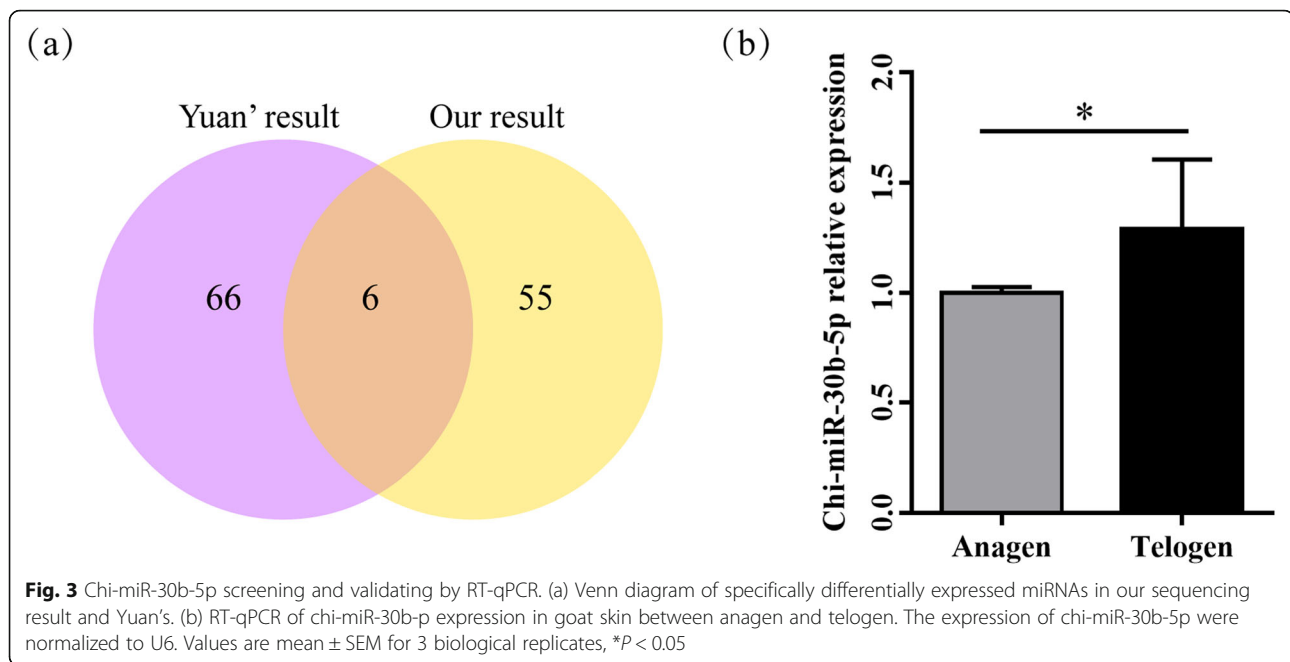 (a)
Yuan’ result
Our result
66
6
55
(b)
Chi-miR-30b-5p relative expression
2.0
1.5
1.0
0.5
0.0
*
Anagen
Telogen
Fig. 3 Chi-miR-30b-5p screening and validating by RT-qPCR. (a) Venn diagram of specifically differentially expressed miRNAs in our sequencing
result and Yuan’s. (b) RT-qPCR of chi-miR-30b-p expression in goat skin between anagen and telogen. The expression of chi-miR-30b-5p were
normalized to U6. Values are mean ± SEM for 3 biological replicates, *P < 0.05